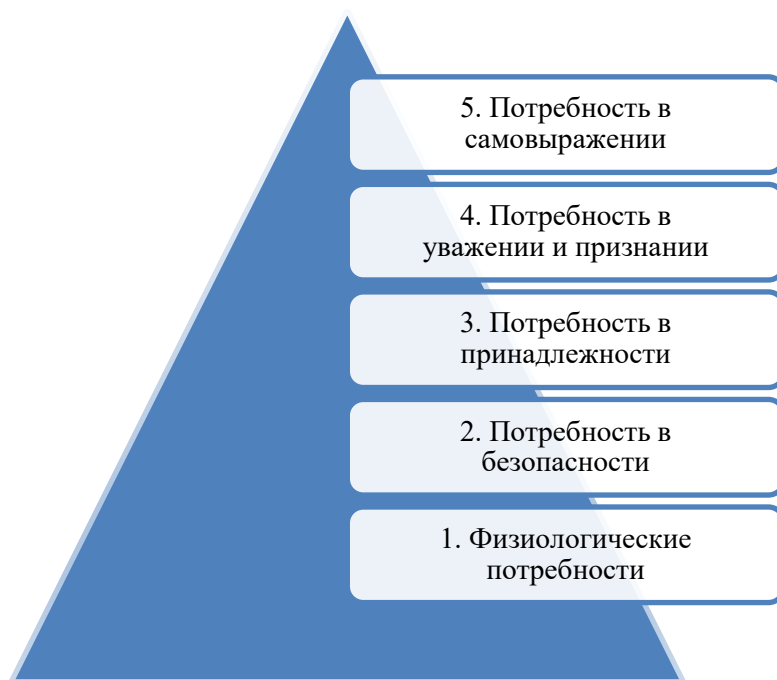 5. Потребность в
самовыражении
4. Потребность в
уважении и признании
3. Потребность в
принадлежности
2. Потребность в
безопасности
1. Физиологические
потребности